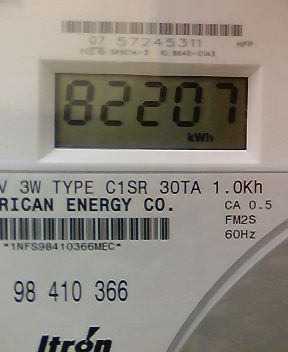 07 57245311
82207
kWh
V 3W TYPE C1SR 30TA 1.0Kh
RICAN ENERGY CO. CA 0.5
FM2S
*1NFS98410366MEC* 60Hz
98 410 366
Itrón